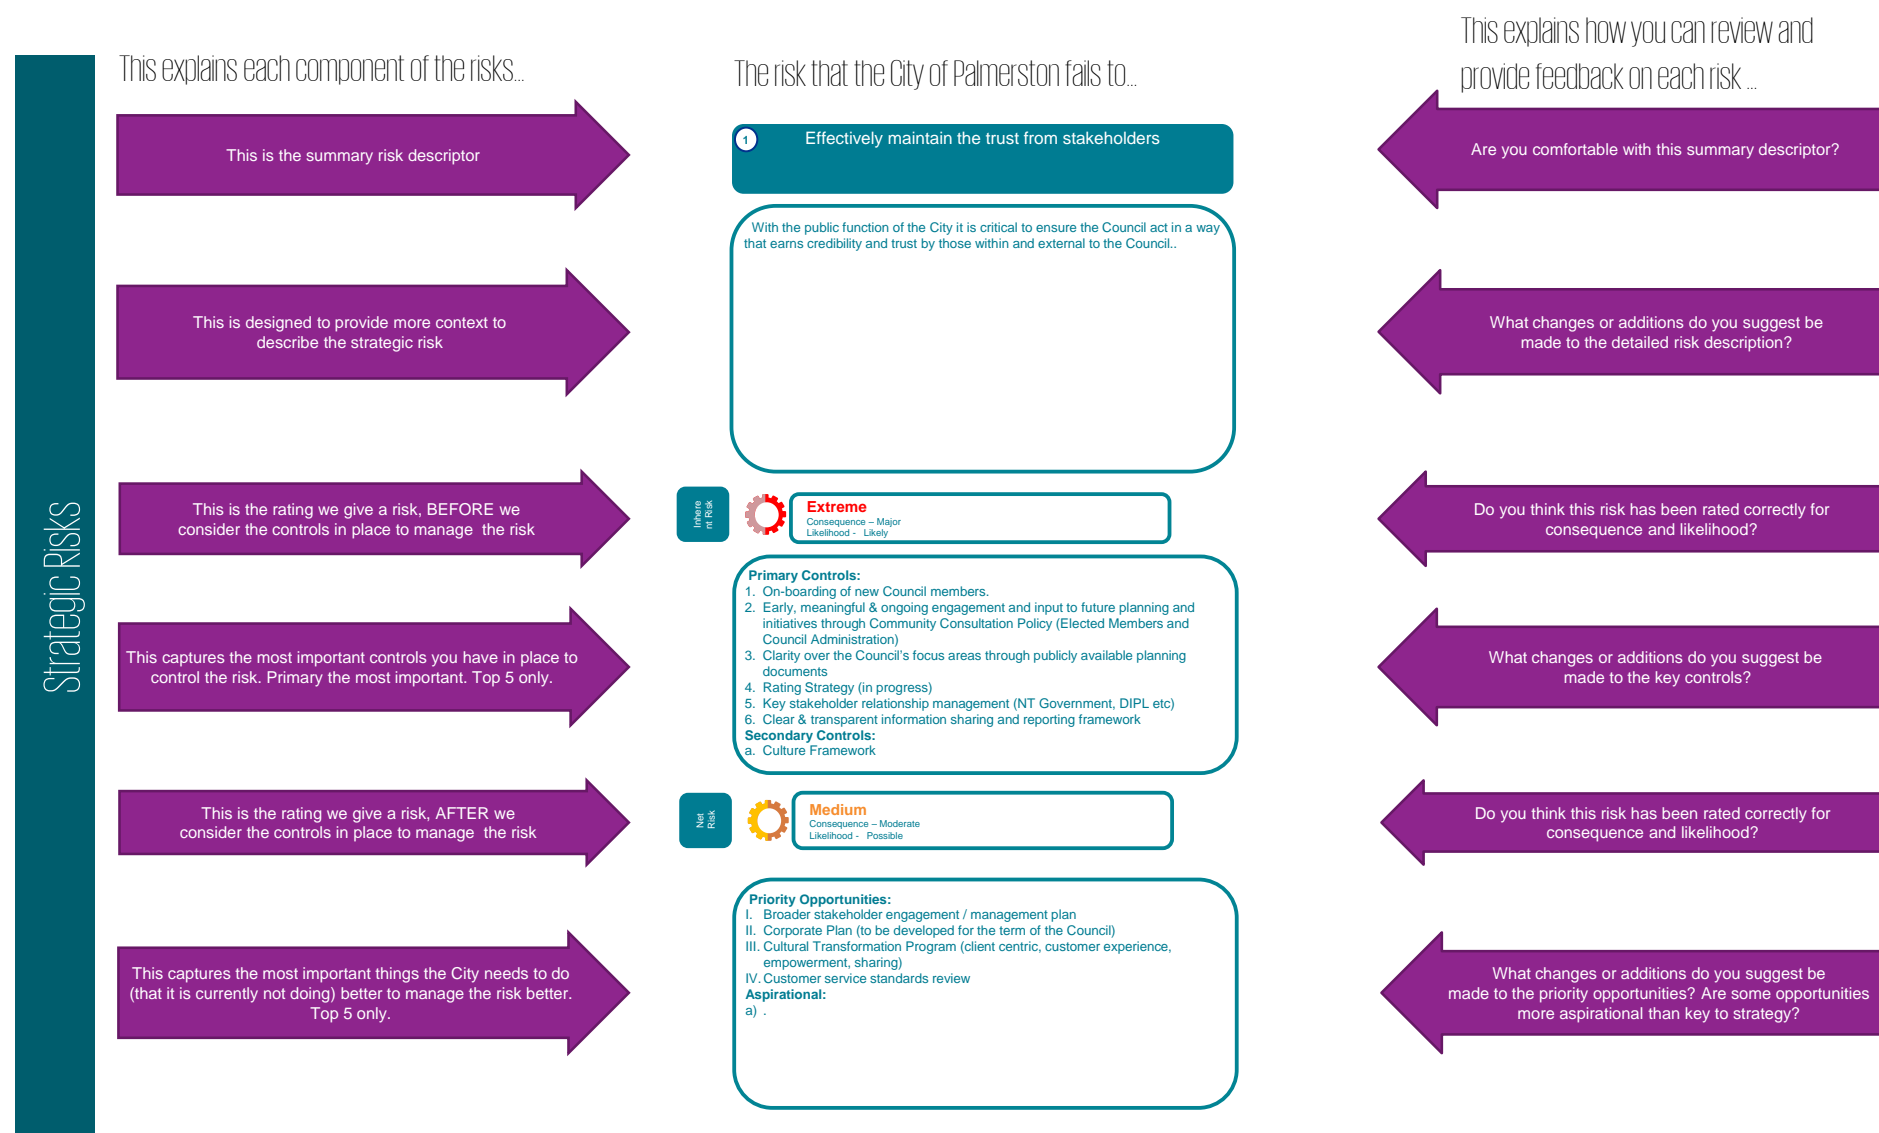 Strategic Risks
This explains each component of the risks...
This is the summary risk descriptor
This is designed to provide more context to
describe the strategic risk
This is the rating we give a risk, BEFORE we
consider the controls in place to manage the risk
This captures the most important controls you have in place to
control the risk. Primary the most important. Top 5 only.
This is the rating we give a risk, AFTER we
consider the controls in place to manage the risk
This captures the most important things the City needs to do
(that it is currently not doing) better to manage the risk better.
Top 5 only.
The risk that the City of Palmerston fails to...
1
Effectively maintain the trust from stakeholders
With the public function of the City it is critical to ensure the Council act in a way
that earns credibility and trust by those within and external to the Council..
Inhere
nt Risk
Extreme
Consequence – Major
Likelihood - Likely
Primary Controls:
1. On-boarding of new Council members.
2. Early, meaningful & ongoing engagement and input to future planning and
initiatives through Community Consultation Policy (Elected Members and
Council Administration)
3. Clarity over the Council's focus areas through publicly available planning
documents
4. Rating Strategy (in progress)
5. Key stakeholder relationship management (NT Government, DIPL etc)
6. Clear & transparent information sharing and reporting framework
Secondary Controls:
a. Culture Framework
Net
Risk
Medium
Consequence – Moderate
Likelihood - Possible
Priority Opportunities:
I. Broader stakeholder engagement / management plan
II. Corporate Plan (to be developed for the term of the Council)
III. Cultural Transformation Program (client centric, customer experience,
empowerment, sharing)
IV. Customer service standards review
Aspirational:
a) .
This explains how you can review and
provide feedback on each risk ...
Are you comfortable with this summary descriptor?
What changes or additions do you suggest be
made to the detailed risk description?
Do you think this risk has been rated correctly for
consequence and likelihood?
What changes or additions do you suggest be
made to the key controls?
Do you think this risk has been rated correctly for
consequence and likelihood?
What changes or additions do you suggest be
made to the priority opportunities? Are some opportunities
more aspirational than key to strategy?